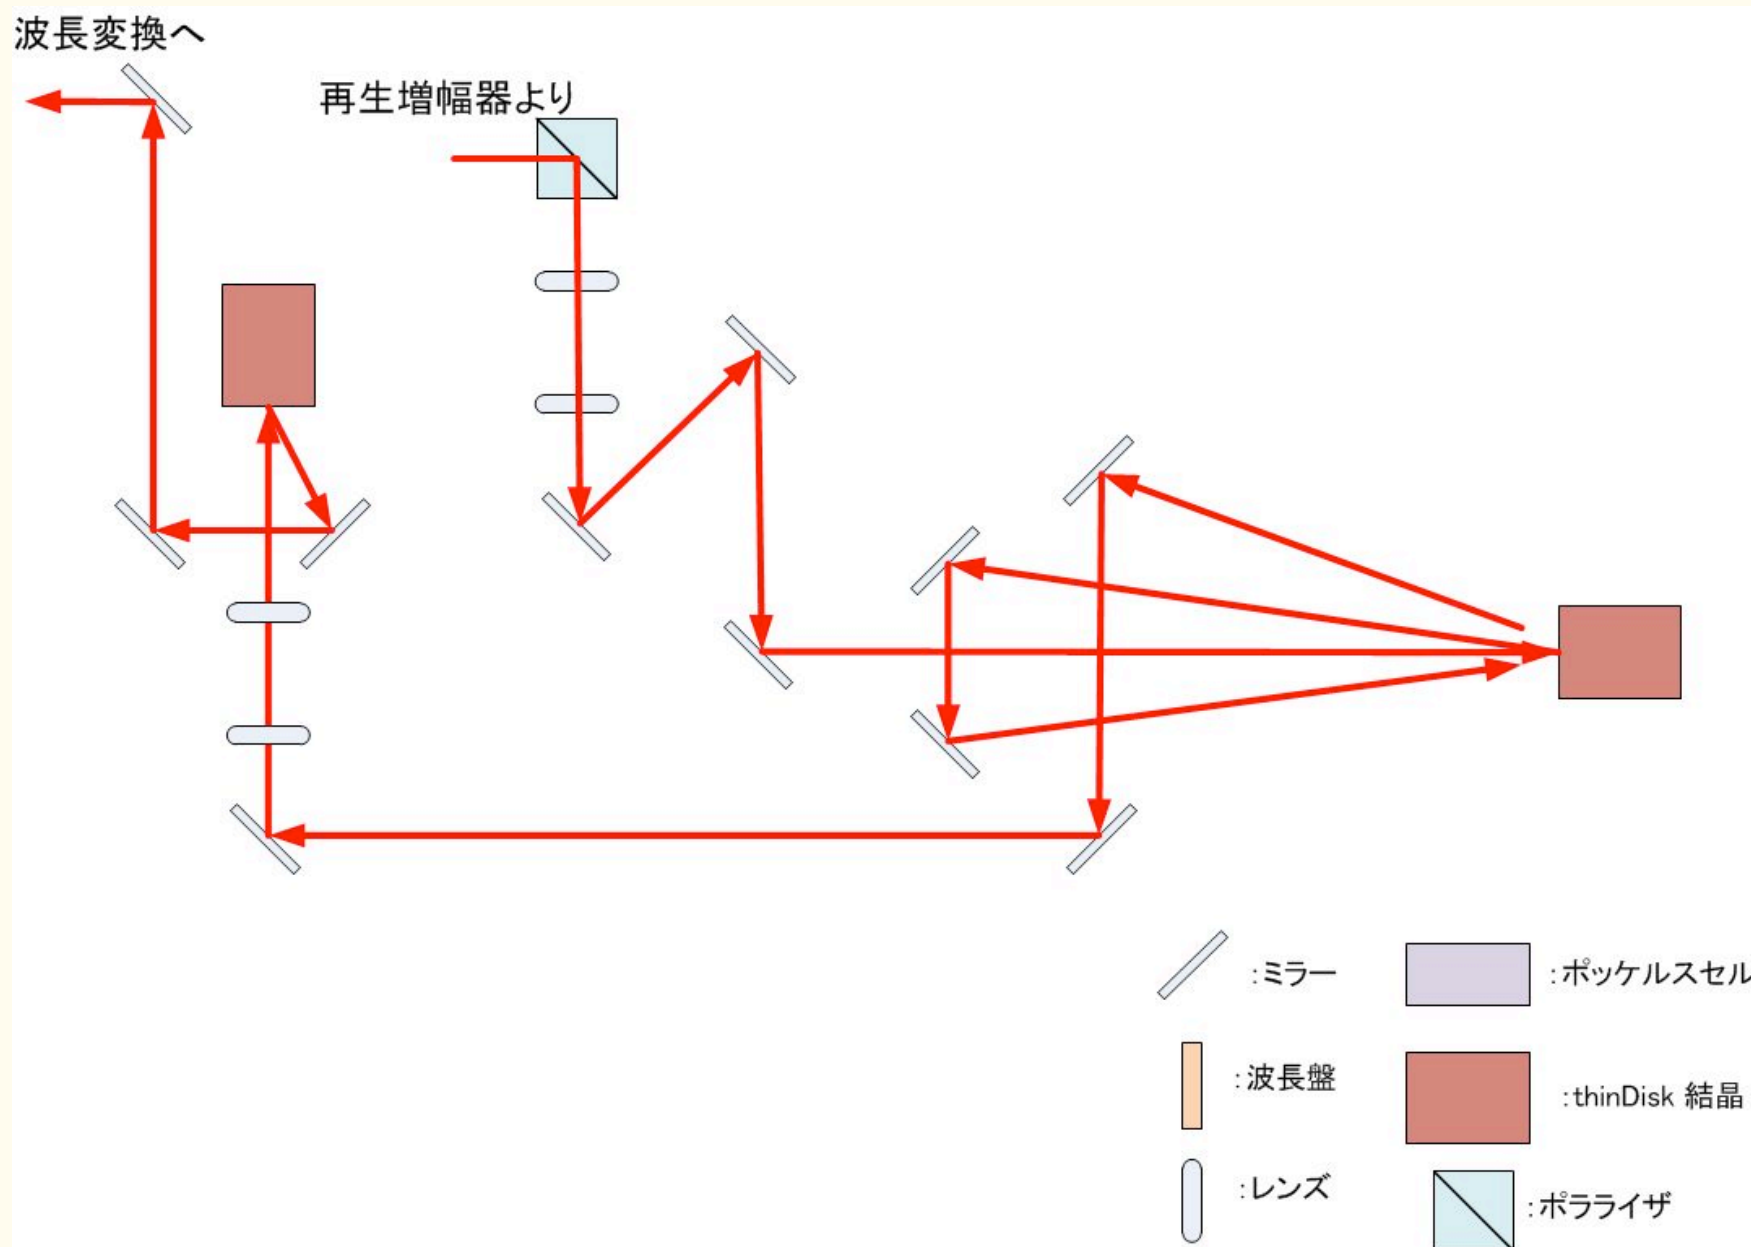 波長変換へ
再生増幅器より
:ミラー
:ポッケルスセル
:波長盤
:thinDisk 結晶
:レンズ
:ポラライザ